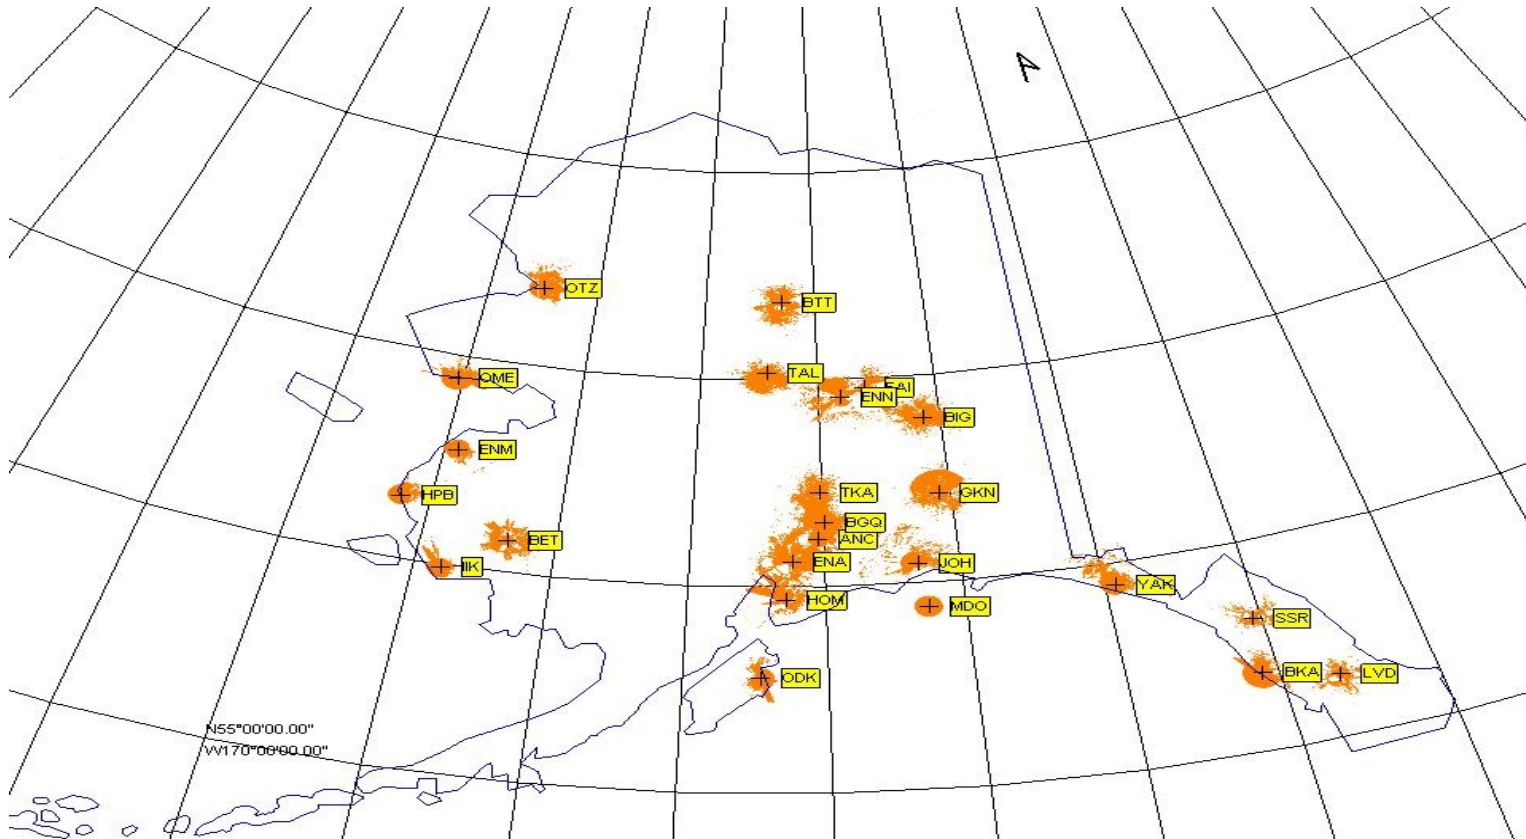 OTZ
BTT
TAL
OME
FAI
ENN
BIG
ENM
TKA
GKN
HPB
BGQ
BET
ANC
ENA
JOH
IIK
YAK
HOM
MDO
SSR
BKA
LVD
ODK
N55°00'00.00"
W170°00'00.00"